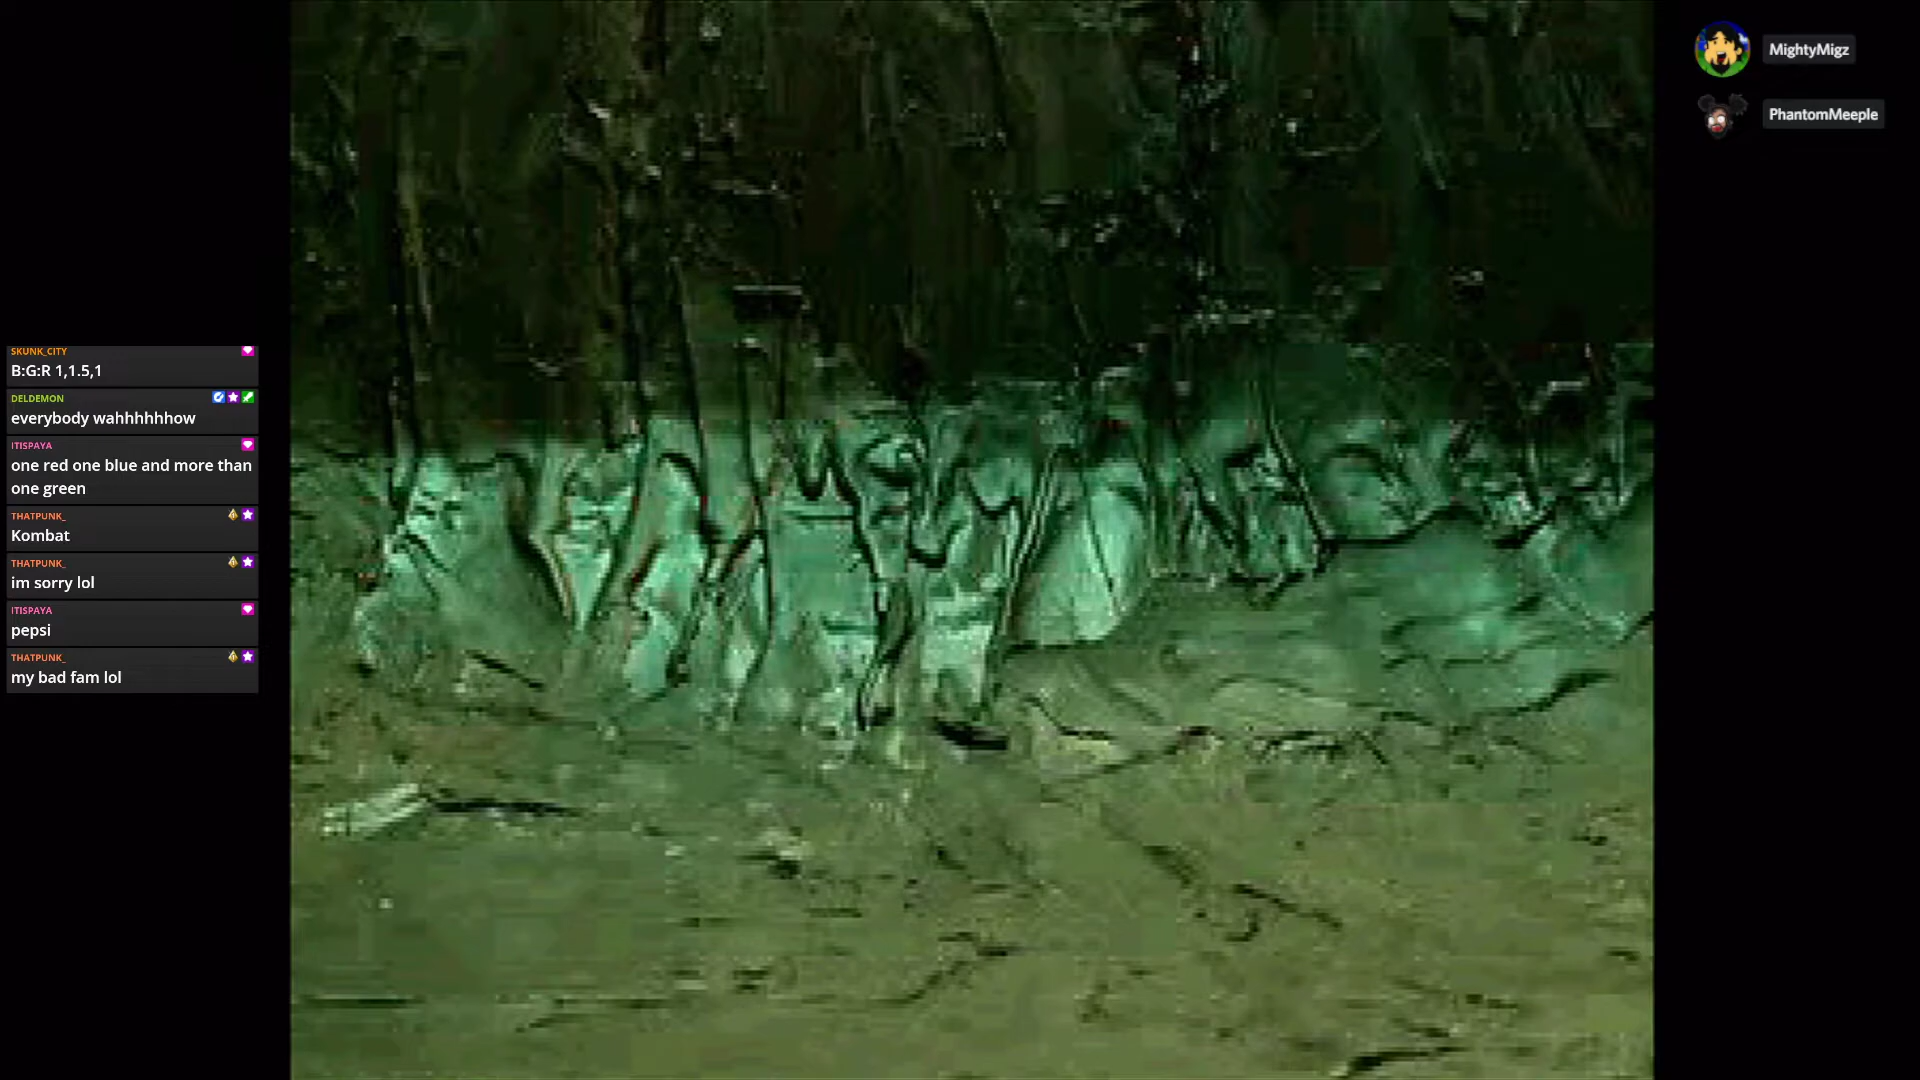 MightyMigz
PhantomMeeple
SKUNK_CITY
B:G:R 1,1.5,1
DELDEMON
everybody wahhhhhhow
ITISPAYA
one red one blue and more than
one green
THATPUNK_
Kombat
THATPUNK_
im sorry lol
ITISPAYA
pepsi
THATPUNK_
my bad fam lol